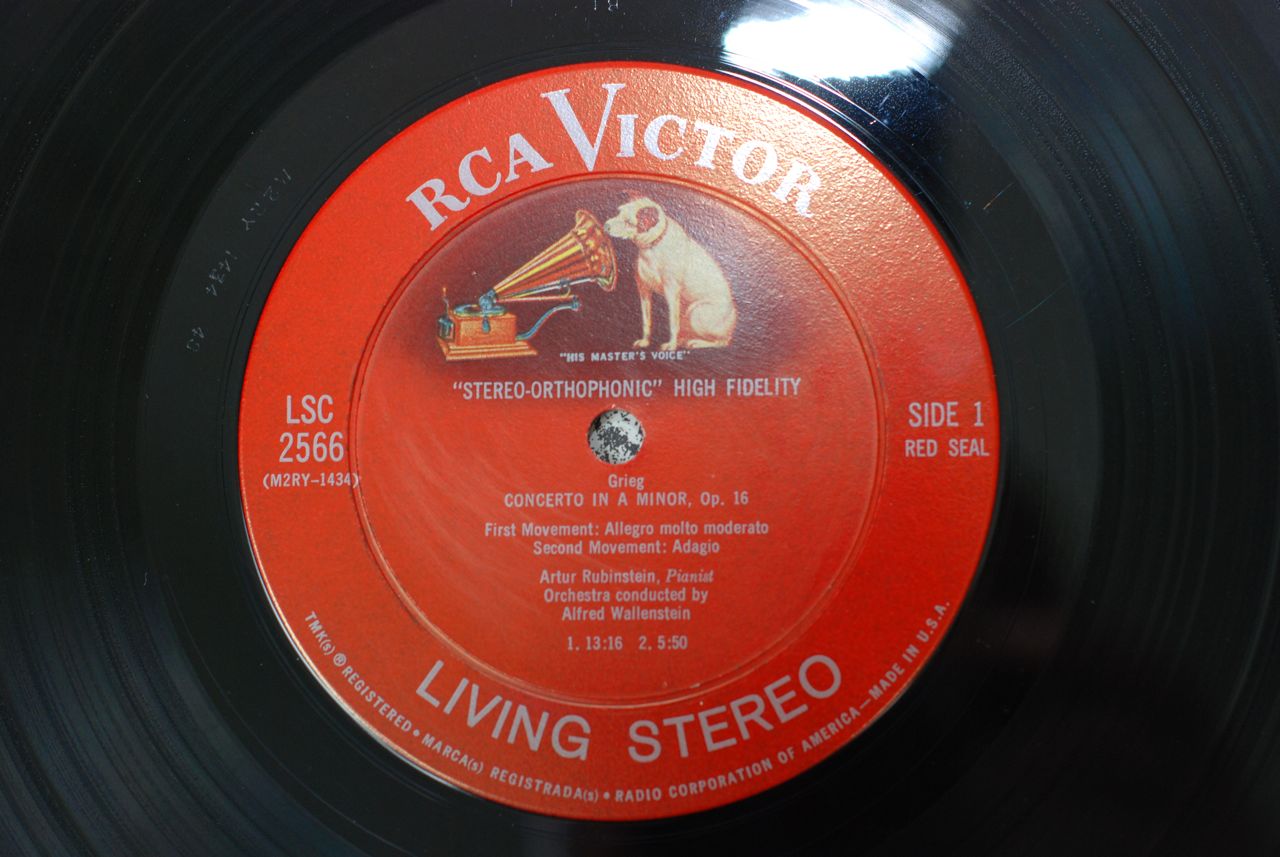 RCA VICTOR
"HIS MASTER'S VOICE"
"STEREO-ORTHOPHONIC" HIGH FIDELITY
LSC
2566
(M2RY-1434)
SIDE 1
RED SEAL
Grieg
CONCERTO IN A MINOR, Op. 16
First Movement: Allegro molto moderato
Second Movement: Adagio
Artur Rubinstein, Pianist
Orchestra conducted by
Alfred Wallenstein
1. 13:16 2. 5:50
LIVING STEREO
TMK(s) ® REGISTERED • MARCA(s) REGISTRADA(s) • RADIO CORPORATION OF AMERICA — MADE IN U.S.A.